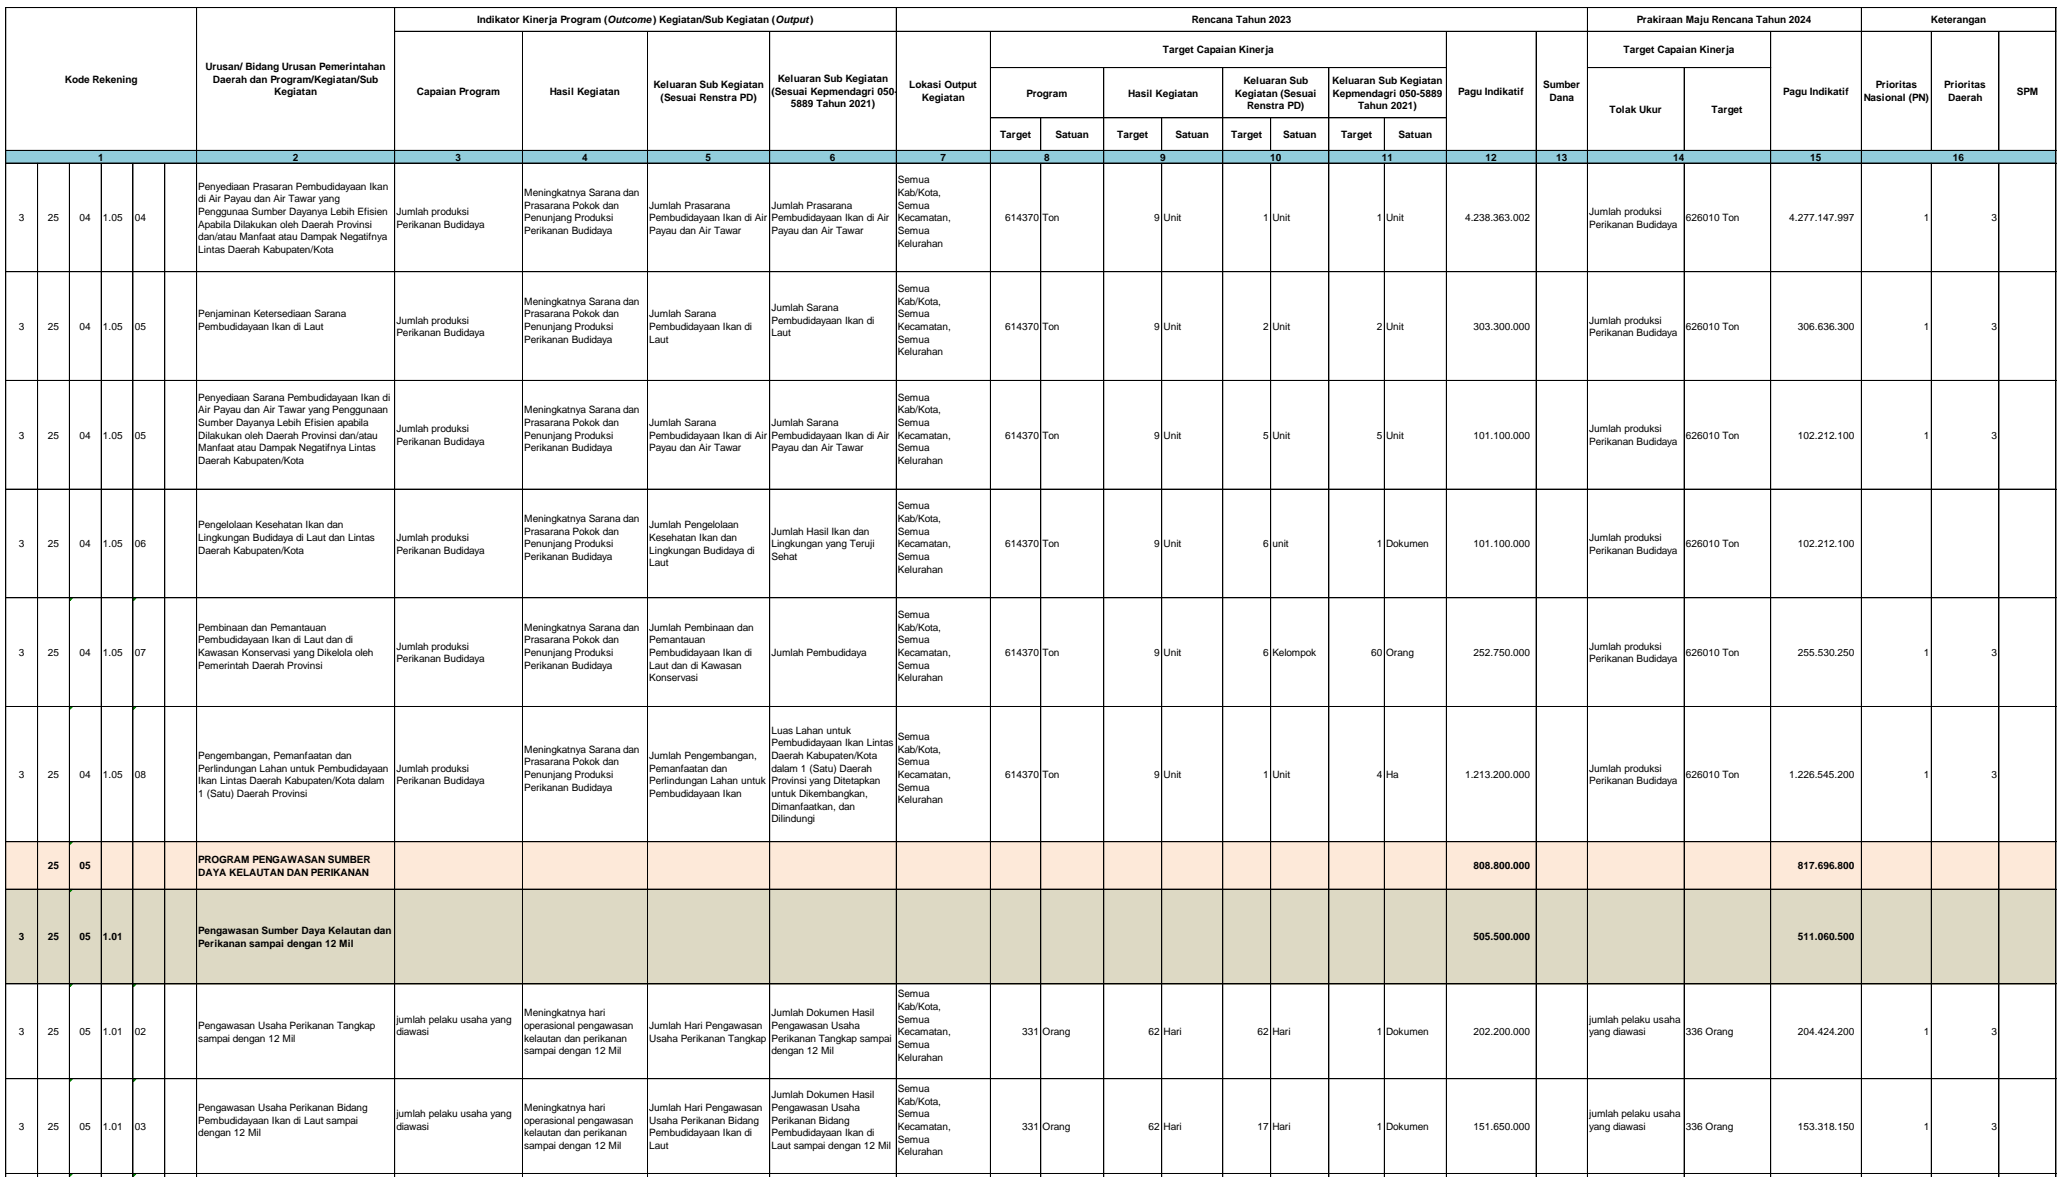 Kode Rekening
Urusan/ Bidang Urusan Pemerintahan
Daerah dan Program/Kegiatan/Sub
Kegiatan
Indikator Kinerja Program (Outcome) Kegiatan/Sub Kegiatan (Output)
Rencana Tahun 2023
Prakiraan Maju Rencana Tahun 2024
Keterangan
Capaian Program
Hasil Kegiatan
Keluaran Sub Kegiatan
(Sesuai Renstra PD)
Keluaran Sub Kegiatan
(Sesuai Kepmendagri 050-
5889 Tahun 2021)
Lokasi Output
Kegiatan
Target Capaian Kinerja
Program
Hasil Kegiatan
Keluaran Sub
Kegiatan (Sesuai
Renstra PD)
Keluaran Sub Kegiatan
Kepmendagri 050-5889
Tahun 2021)
Target Satuan Target Satuan Target Satuan Target Satuan
Pagu Indikatif
Sumber
Dana
Target Capaian Kinerja
Tolak Ukur
Target
Pagu Indikatif
Prioritas
Nasional (PN)
Prioritas
Daerah
SPM
1 2 3 4 5 6 7 8 9 10 11 12 13 14 15 16
3 25 04 1.05 04
Penyediaan Prasaran Pembudidayaan Ikan
di Air Payau dan Air Tawar yang
Penggunaa Sumber Dayanya Lebih Efisien
Apabila Dilakukan oleh Daerah Provinsi
dan/atau Manfaat atau Dampak Negatifnya
Lintas Daerah Kabupaten/Kota
Jumlah produksi
Perikanan Budidaya
Meningkatnya Sarana dan
Prasarana Pokok dan
Penunjang Produksi
Perikanan Budidaya
Jumlah Prasarana
Pembudidayaan Ikan di Air
Payau dan Air Tawar
Jumlah Prasarana
Pembudidayaan Ikan di Air
Payau dan Air Tawar
Semua
Kab/Kota,
Semua
Kecamatan,
Semua
Kelurahan
614370 Ton 9 Unit 1 Unit 1 Unit 4.238.363.002
Jumlah produksi
Perikanan Budidaya
626010 Ton 4.277.147.997 1 3
3 25 04 1.05 05
Penjaminan Ketersediaan Sarana
Pembudidayaan Ikan di Laut
Jumlah produksi
Perikanan Budidaya
Meningkatnya Sarana dan
Prasarana Pokok dan
Penunjang Produksi
Perikanan Budidaya
Jumlah Sarana
Pembudidayaan Ikan di
Laut
Jumlah Sarana
Pembudidayaan Ikan di
Laut
Semua
Kab/Kota,
Semua
Kecamatan,
Semua
Kelurahan
614370 Ton 9 Unit 2 Unit 2 Unit 303.300.000
Jumlah produksi
Perikanan Budidaya
626010 Ton 306.636.300 1 3
3 25 04 1.05 05
Penyediaan Sarana Pembudidayaan Ikan di
Air Payau dan Air Tawar yang Penggunaan
Sumber Dayanya Lebih Efisien apabila
Dilakukan oleh Daerah Provinsi dan/atau
Manfaat atau Dampak Negatifnya Lintas
Daerah Kabupaten/Kota
Jumlah produksi
Perikanan Budidaya
Meningkatnya Sarana dan
Prasarana Pokok dan
Penunjang Produksi
Perikanan Budidaya
Jumlah Sarana
Pembudidayaan Ikan di Air
Payau dan Air Tawar
Jumlah Sarana
Pembudidayaan Ikan di Air
Payau dan Air Tawar
Semua
Kab/Kota,
Semua
Kecamatan,
Semua
Kelurahan
614370 Ton 9 Unit 5 Unit 5 Unit 101.100.000
Jumlah produksi
Perikanan Budidaya
626010 Ton 102.212.100 1 3
3 25 04 1.05 06
Pengelolaan Kesehatan Ikan dan
Lingkungan Budidaya di Laut dan Lintas
Daerah Kabupaten/Kota
Jumlah produksi
Perikanan Budidaya
Meningkatnya Sarana dan
Prasarana Pokok dan
Penunjang Produksi
Perikanan Budidaya
Jumlah Pengelolaan
Kesehatan Ikan dan
Lingkungan Budidaya di
Laut
Jumlah Hasil Ikan dan
Lingkungan yang Teruji
Sehat
Semua
Kab/Kota,
Semua
Kecamatan,
Semua
Kelurahan
614370 Ton 9 Unit 6 unit 1 Dokumen 101.100.000
Jumlah produksi
Perikanan Budidaya
626010 Ton 102.212.100
3 25 04 1.05 07
Pembinaan dan Pemantauan
Pembudidayaan Ikan di Laut dan di
Kawasan Konservasi yang Dikelola oleh
Pemerintah Daerah Provinsi
Jumlah produksi
Perikanan Budidaya
Meningkatnya Sarana dan
Prasarana Pokok dan
Penunjang Produksi
Perikanan Budidaya
Jumlah Pembinaan dan
Pemantauan
Pembudidayaan Ikan di
Laut dan di Kawasan
Konservasi
Jumlah Pembudidaya
Semua
Kab/Kota,
Semua
Kecamatan,
Semua
Kelurahan
614370 Ton 9 Unit 6 Kelompok 60 Orang 252.750.000
Jumlah produksi
Perikanan Budidaya
626010 Ton 255.530.250 1 3
3 25 04 1.05 08
Pengembangan, Pemanfaatan dan
Perlindungan Lahan untuk Pembudidayaan
Ikan Lintas Daerah Kabupaten/Kota dalam
1 (Satu) Daerah Provinsi
Jumlah produksi
Perikanan Budidaya
Meningkatnya Sarana dan
Prasarana Pokok dan
Penunjang Produksi
Perikanan Budidaya
Jumlah Pengembangan,
Pemanfaatan dan
Perlindungan Lahan untuk
Pembudidayaan Ikan
Luas Lahan untuk
Pembudidayaan Ikan Lintas
Daerah Kabupaten/Kota
dalam 1 (Satu) Daerah
Provinsi yang Ditetapkan
untuk Dikembangkan,
Dimanfaatkan, dan
Dilindungi
Semua
Kab/Kota,
Semua
Kecamatan,
Semua
Kelurahan
614370 Ton 9 Unit 1 Unit 4 Ha 1.213.200.000
Jumlah produksi
Perikanan Budidaya
626010 Ton 1.226.545.200 1 3
25 05
PROGRAM PENGAWASAN SUMBER
DAYA KELAUTAN DAN PERIKANAN
808.800.000 817.696.800
3 25 05 1.01
Pengawasan Sumber Daya Kelautan dan
Perikanan sampai dengan 12 Mil
505.500.000 511.060.500
3 25 05 1.01 02
Pengawasan Usaha Perikanan Tangkap
sampai dengan 12 Mil
jumlah pelaku usaha yang
diawasi
Meningkatnya hari
operasional pengawasan
kelautan dan perikanan
sampai dengan 12 Mil
Jumlah Hari Pengawasan
Usaha Perikanan Tangkap
Jumlah Dokumen Hasil
Pengawasan Usaha
Perikanan Tangkap sampai
dengan 12 Mil
Semua
Kab/Kota,
Semua
Kecamatan,
Semua
Kelurahan
331 Orang 62 Hari 62 Hari 1 Dokumen 202.200.000
jumlah pelaku usaha
yang diawasi
336 Orang 204.424.200 1 3
3 25 05 1.01 03
Pengawasan Usaha Perikanan Bidang
Pembudidayaan Ikan di Laut sampai
dengan 12 Mil
jumlah pelaku usaha yang
diawasi
Meningkatnya hari
operasional pengawasan
kelautan dan perikanan
sampai dengan 12 Mil
Jumlah Hari Pengawasan
Usaha Perikanan Bidang
Pembudidayaan Ikan di
Laut
Jumlah Dokumen Hasil
Pengawasan Usaha
Perikanan Bidang
Pembudidayaan Ikan di
Laut sampai dengan 12 Mil
Semua
Kab/Kota,
Semua
Kecamatan,
Semua
Kelurahan
331 Orang 62 Hari 17 Hari 1 Dokumen 151.650.000
jumlah pelaku usaha
yang diawasi
336 Orang 153.318.150 1 3